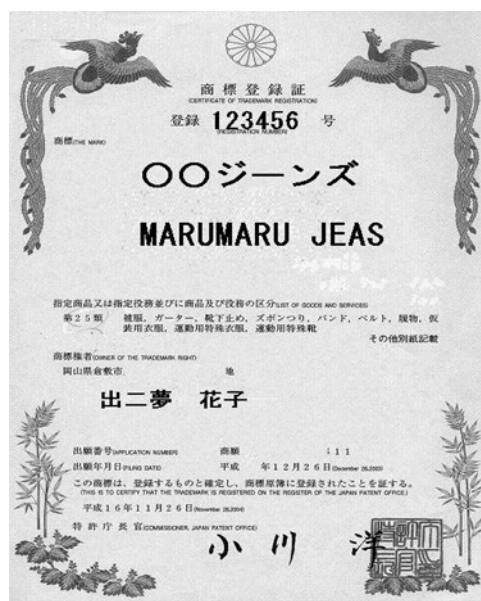 商標登録証
(CERTIFICATE OF TRADEMARK REGISTRATION)
登録 123456 号
(REGISTRATION NUMBER)
商標(THE MARK)
〇〇ジーンズ
MARUMARU JEAS
指定商品又は指定役務並びに商品及び役務の区分(LIST OF GOODS AND SERVICES)
第25類 被服，ガーター，靴下止め，ズボンつり，バンド，ベルト，履物，仮
装用衣服，運動用特殊衣服，運動用特殊靴
その他別紙記載
商標権者(OWNER OF THE TRADEMARK RIGHT)
岡山県倉敷市 地
出二夢 花子
出願番号(APPLICATION NUMBER) 商願 11
出願年月日(FILING DATE) 平成 年12月26日(December 26,2003)
この商標は、登録するものと確定し、商標原簿に登録されたことを証する。
(THIS IS TO CERTIFY THAT THE TRADEMARK IS REGISTERED ON THE REGISTER OF THE JAPAN PATENT OFFICE.)
平成16年11月26日(November 26,2004)
特許庁長官(COMMISSIONER, JAPAN PATENT OFFICE)
小川 洋